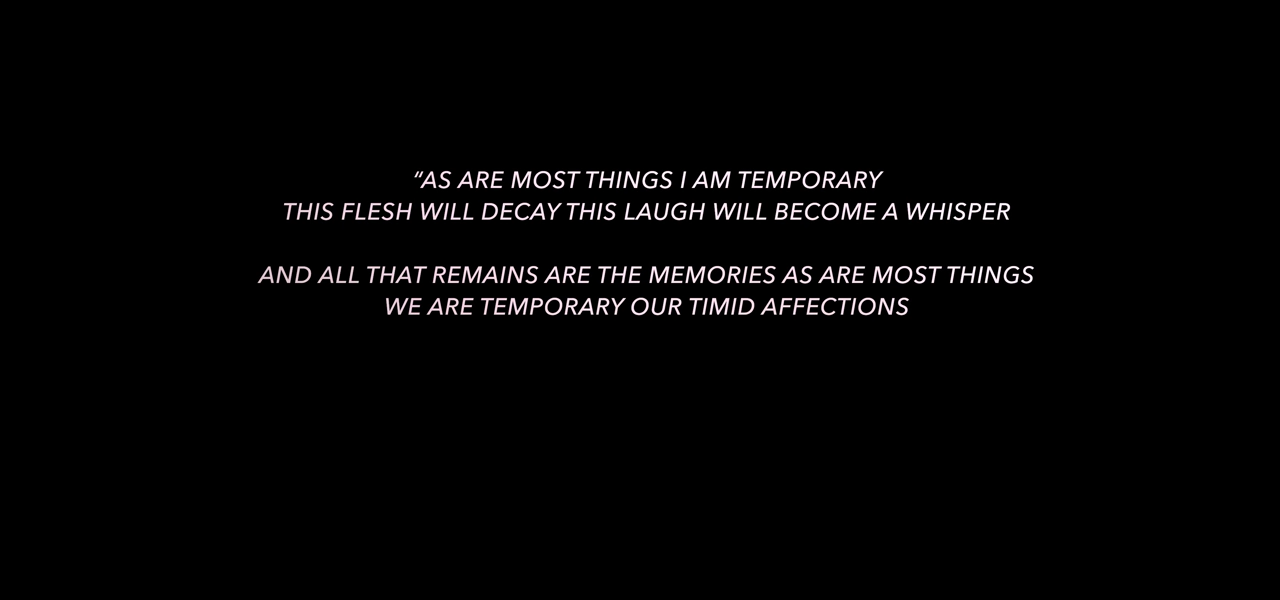 “AS ARE MOST THINGS I AM TEMPORARY
THIS FLESH WILL DECAY THIS LAUGH WILL BECOME A WHISPER
AND ALL THAT REMAINS ARE THE MEMORIES AS ARE MOST THINGS
WE ARE TEMPORARY OUR TIMID AFFECTIONS